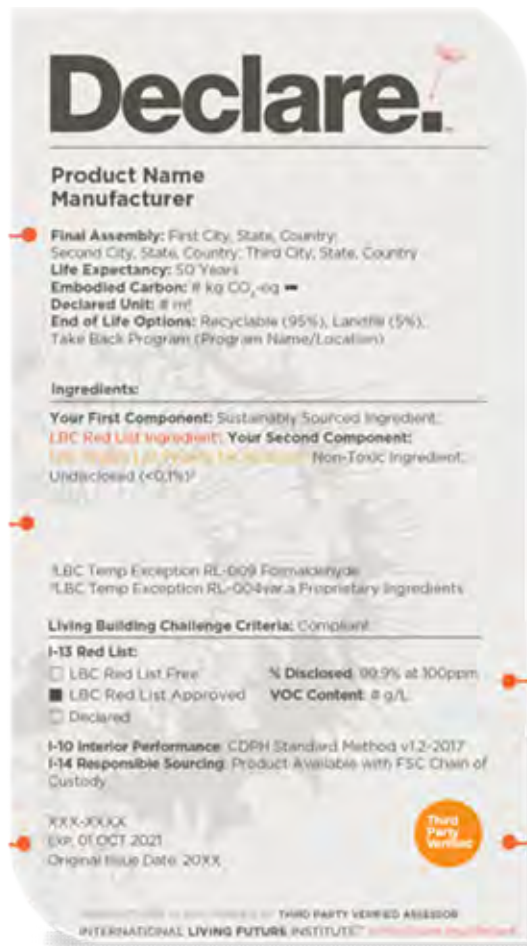 Declare.
Product Name
Manufacturer
Final Assembly: First City, State, Country;
Second City, State, Country; Third City, State, Country
Life Expectancy: 50 Years
Embodied Carbon: # kg CO₂-eq
Declared Unit: # m²
End of Life Options: Recyclable (95%), Landfill (5%),
Take Back Program (Program Name/Location)
Ingredients:
Your First Component: Sustainably Sourced Ingredient,
LBC Red List Ingredient¹; Your Second Component:
Non-Toxic Ingredient,
Undisclosed (<0.1%)²
¹LBC Temp Exception RL-009 Formaldehyde
²LBC Temp Exception RL-004var.a Proprietary Ingredients
Living Building Challenge Criteria: Compliant
I-13 Red List:
LBC Red List Free % Disclosed: 99.9% at 100ppm
LBC Red List Approved VOC Content: # g/L
Declared
I-10 Interior Performance: CDPH Standard Method v1.2-2017
I-14 Responsible Sourcing: Product Available with FSC Chain of
Custody
XXX-XXXX
EXP. 01 OCT 2021
Original Issue Date: 20XX
Third
Party
Verified
THIRD PARTY VERIFIED ASSESSOR
INTERNATIONAL LIVING FUTURE INSTITUTE™